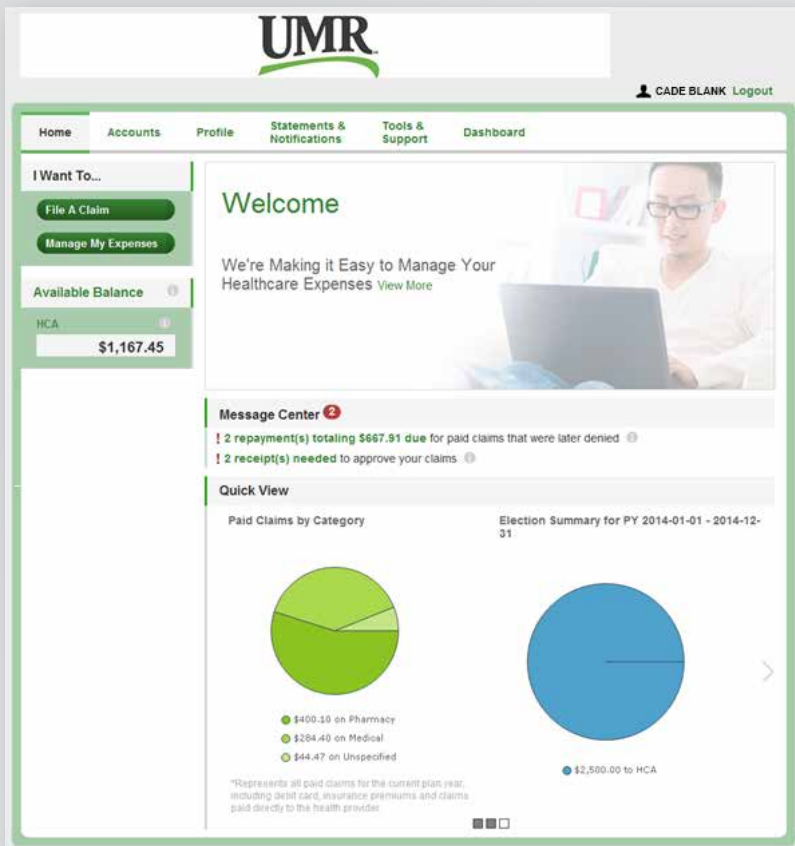 UMR
CADE BLANK Logout
Home
Accounts
Profile
Statements &
Notifications
Tools &
Support
Dashboard
I Want To...
File A Claim
Manage My Expenses
Available Balance
HCA
$1,167.45
Welcome
We're Making it Easy to Manage Your
Healthcare Expenses View More
Message Center 2
! 2 repayment(s) totaling $667.91 due for paid claims that were later denied
! 2 receipt(s) needed to approve your claims
Quick View
Paid Claims by Category
$400.10 on Pharmacy
$284.40 on Medical
$44.47 on Unspecified
*Represents all paid claims for the current plan year,
including debit card, insurance premiums and claims
paid directly to the health provider
Election Summary for PY 2014-01-01 - 2014-12-
31
$2,500.00 to HCA